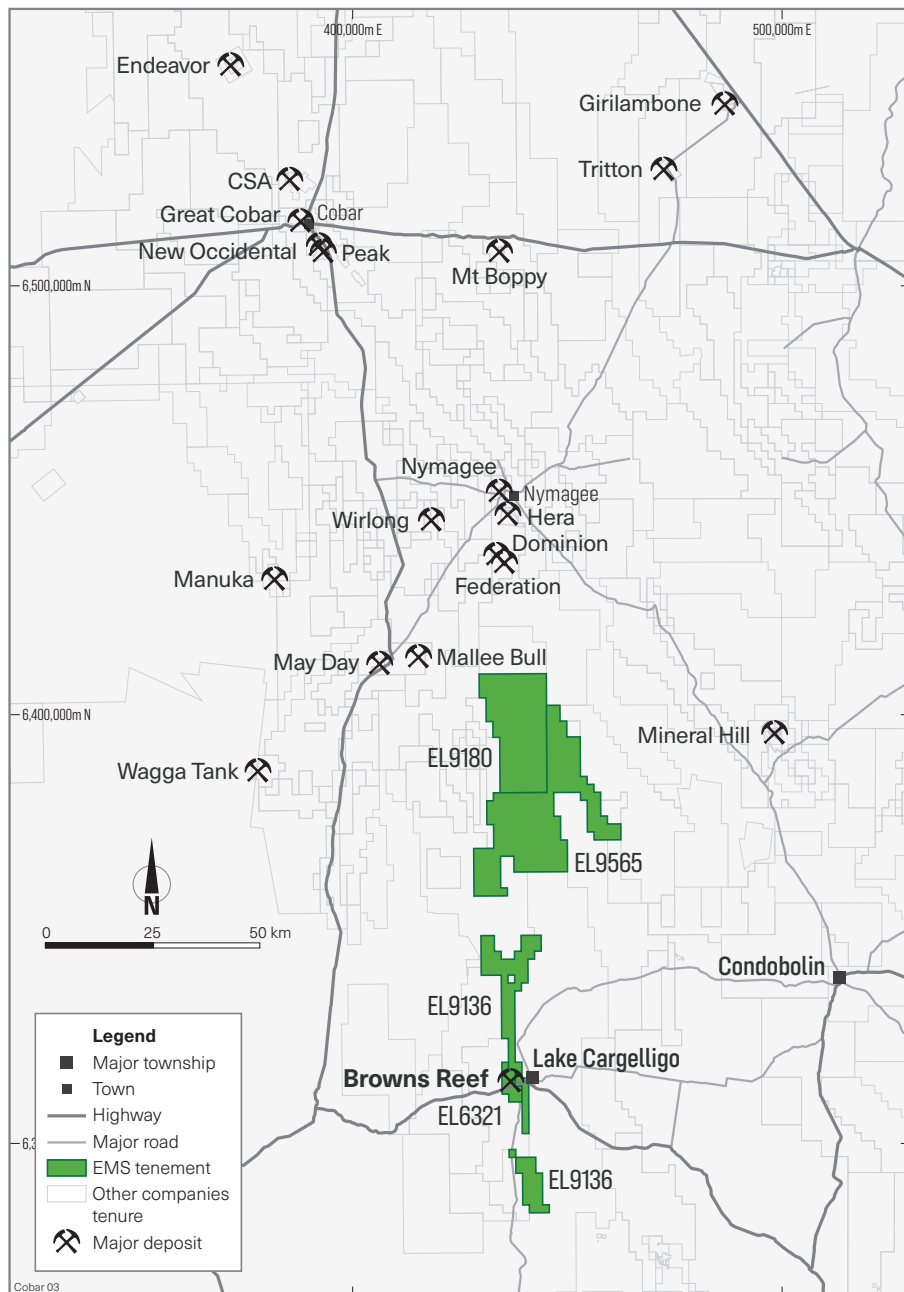 400,000m E
500,000m E
Endeavor
Girilambone
Tritton
CSA
Great Cobar
Cobar
New Occidental
Peak
Mt Boppy
6,500,000m N
Nymagee
Nymagee
Wirlong
Hera
Dominion
Manuka
Federation
May Day
Mallee Bull
6,400,000m N
Mineral Hill
EL9180
Wagga Tank
EL9565
N
0 25 50 km
Condobolin
EL9136
Legend
Major township
Town
Highway
Major road
EMS tenement
Other companies
tenure
Major deposit
Lake Cargelligo
Browns Reef
EL6321
EL9136
Cobar 03